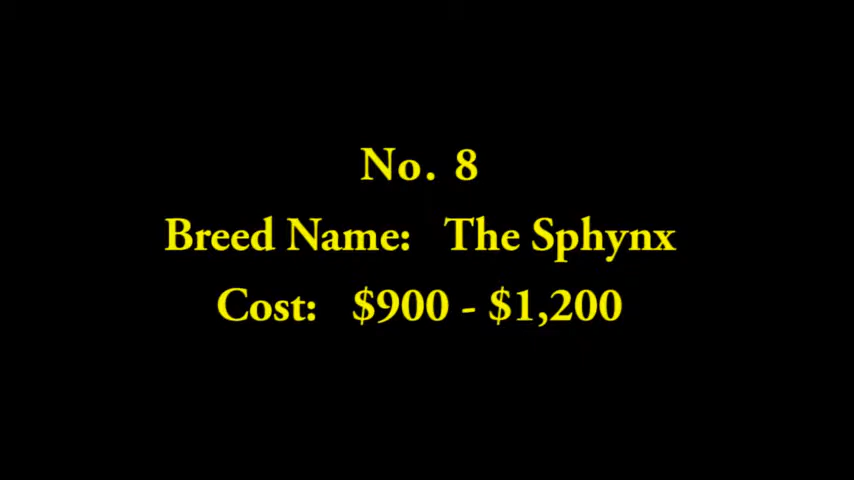 No. 8
Breed Name: The Sphynx
Cost: $900 - $1,200